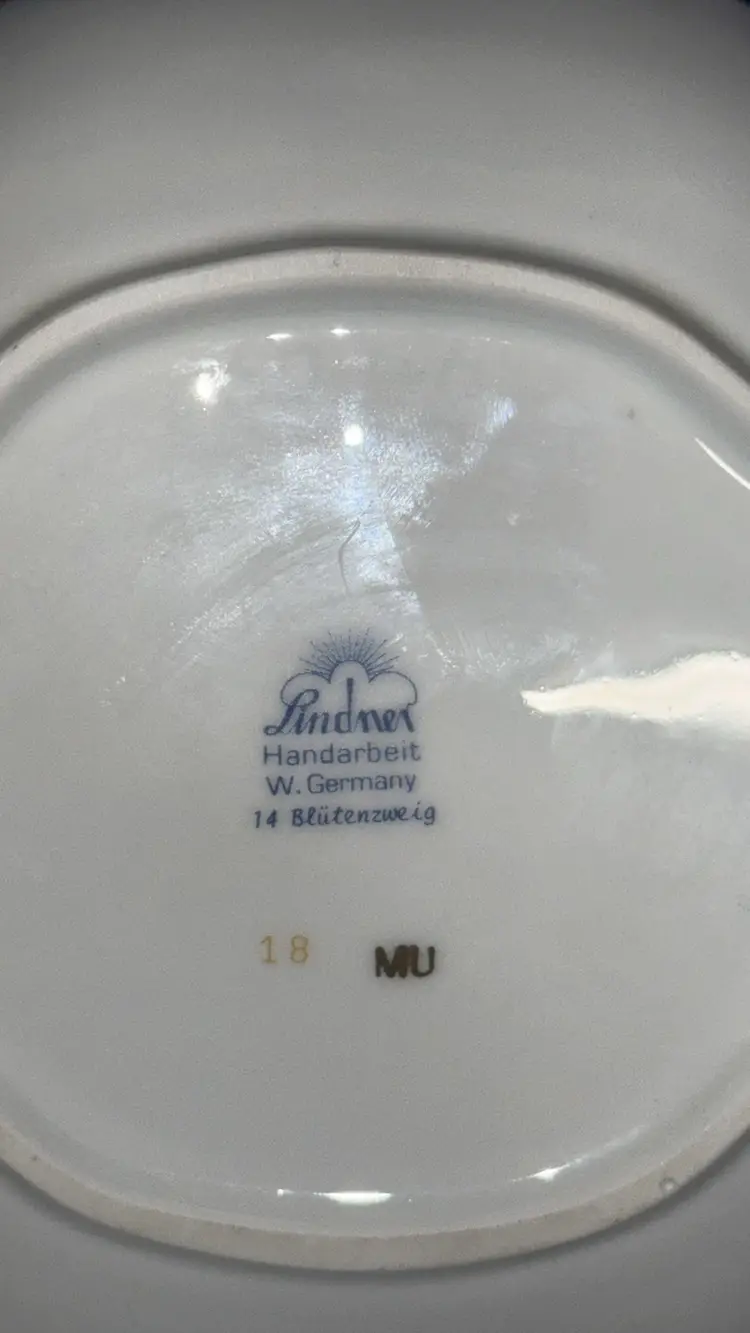 Lindner
Handarbeit
W. Germany
14 Blütenzweig
18 MU